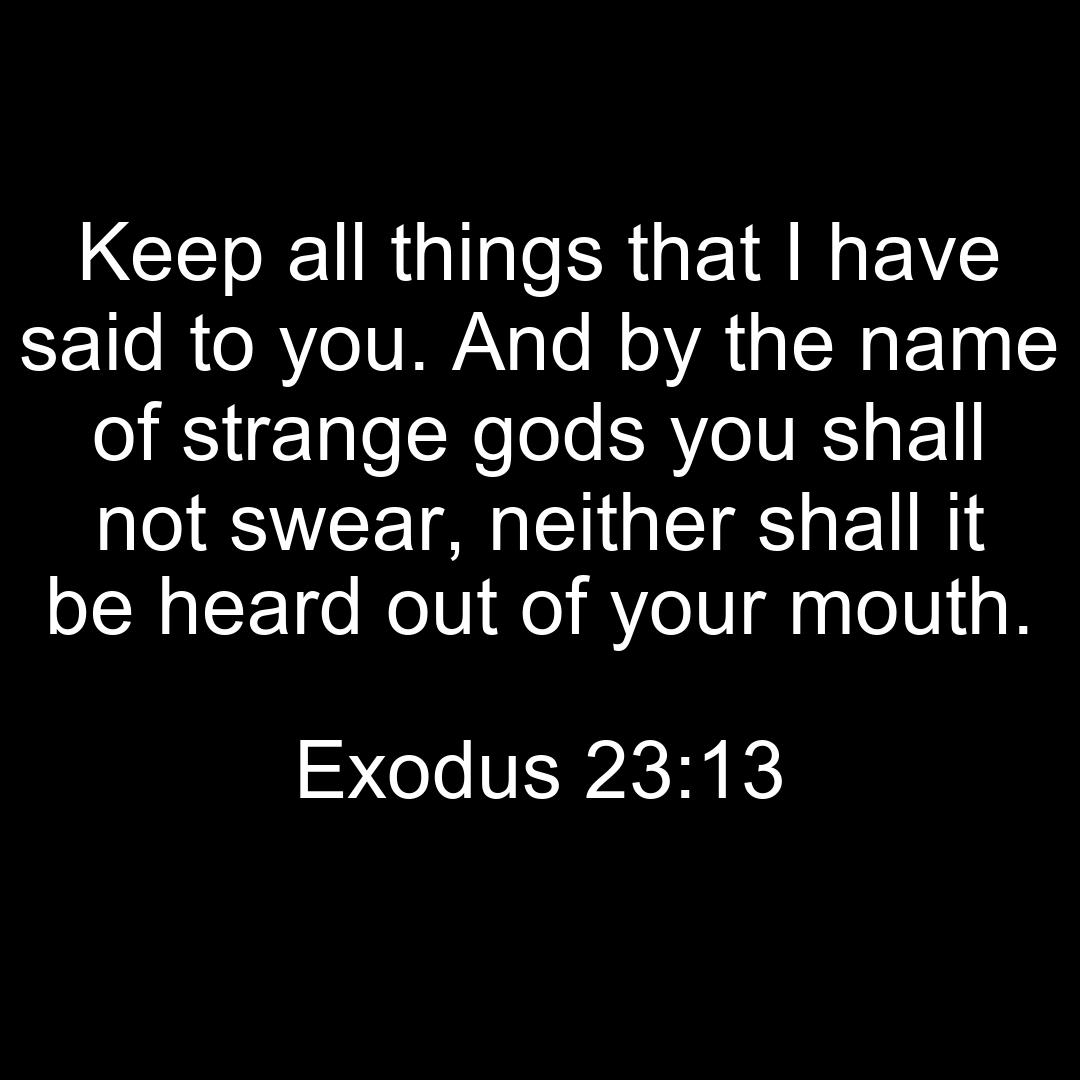 Keep all things that I have
said to you. And by the name
of strange gods you shall
not swear, neither shall it
be heard out of your mouth.
Exodus 23:13